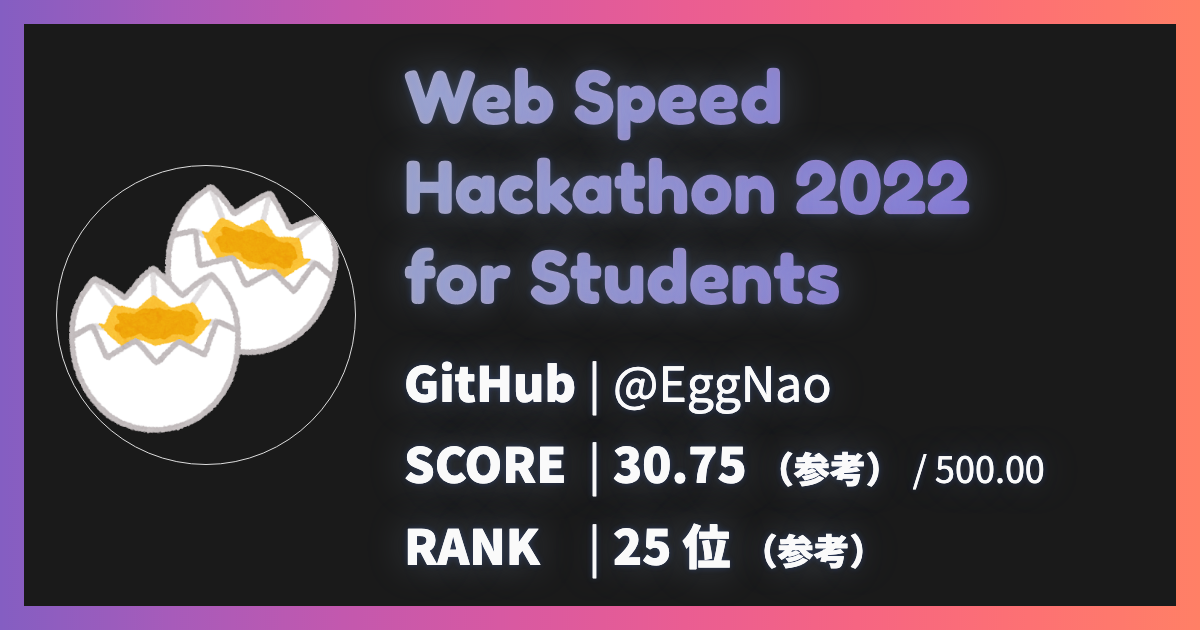 Web Speed
Hackathon 2022
for Students
GitHub | @EggNao
SCORE | 30.75 （参考） / 500.00
RANK | 25 位 （参考）